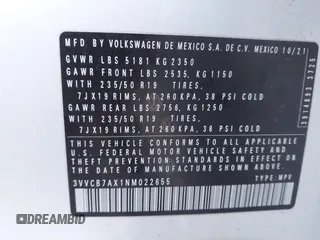 MFD BY VOLKSWAGEN DE MEXICO S.A. DE C.V. MEXICO 10/21
GVWR LBS 5181 KG 2350
GAWR FRONT LBS 2535, KG 1150
WITH 235/50 R19 TIRES,
7JX19 RIMS, AT 260 KPA, 38 PSI COLD
GAWR REAR LBS 2756, KG 1250
WITH 235/50 R19 TIRES,
7JX19 RIMS, AT 260 KPA, 38 PSI COLD
THIS VEHICLE CONFORMS TO ALL APPLICABLE
FEDERAL MOTOR VEHICLE SAFETY AND
THEFT PREVENTION STANDARDS IN EFFECT ON THE
DATE OF MANUFACTURE SHOWN ABOVE.
3VVCB7AX1NM022655 TYPE: MPV
3814893 3725
DREAMBID